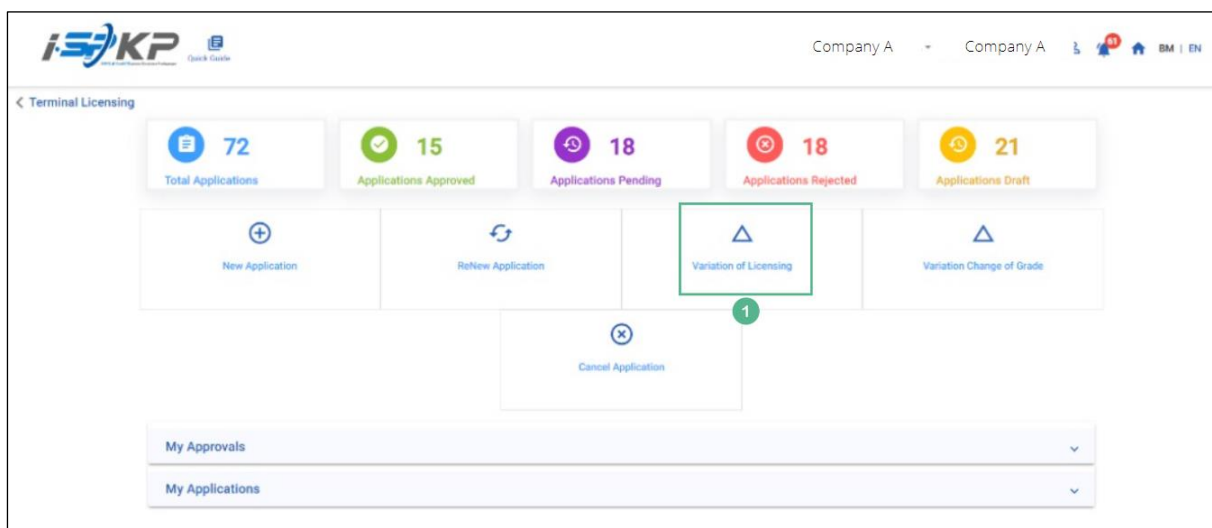 i-SPKP
Quick Guide
Company A
Company A
61
BM | EN
Terminal Licensing
72
Total Applications
15
Applications Approved
18
Applications Pending
18
Applications Rejected
21
Applications Draft
New Application
ReNew Application
Variation of Licensing
Variation Change of Grade
1
Cancel Application
My Approvals
My Applications